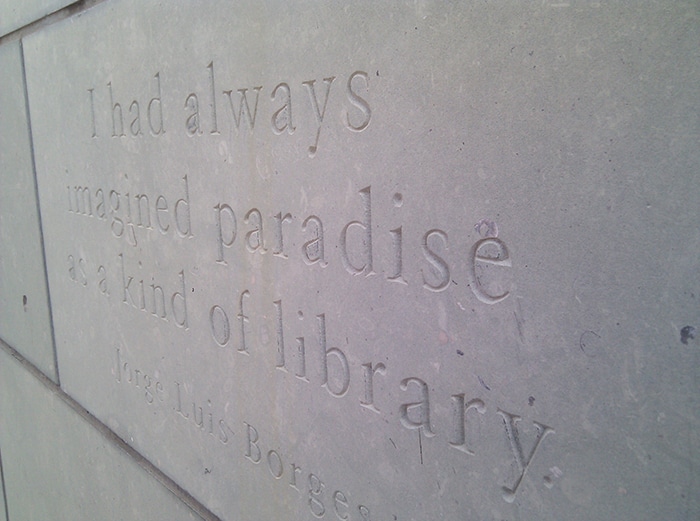 I had always
imagined paradise
as a kind of library.
Jorge Luis Borges